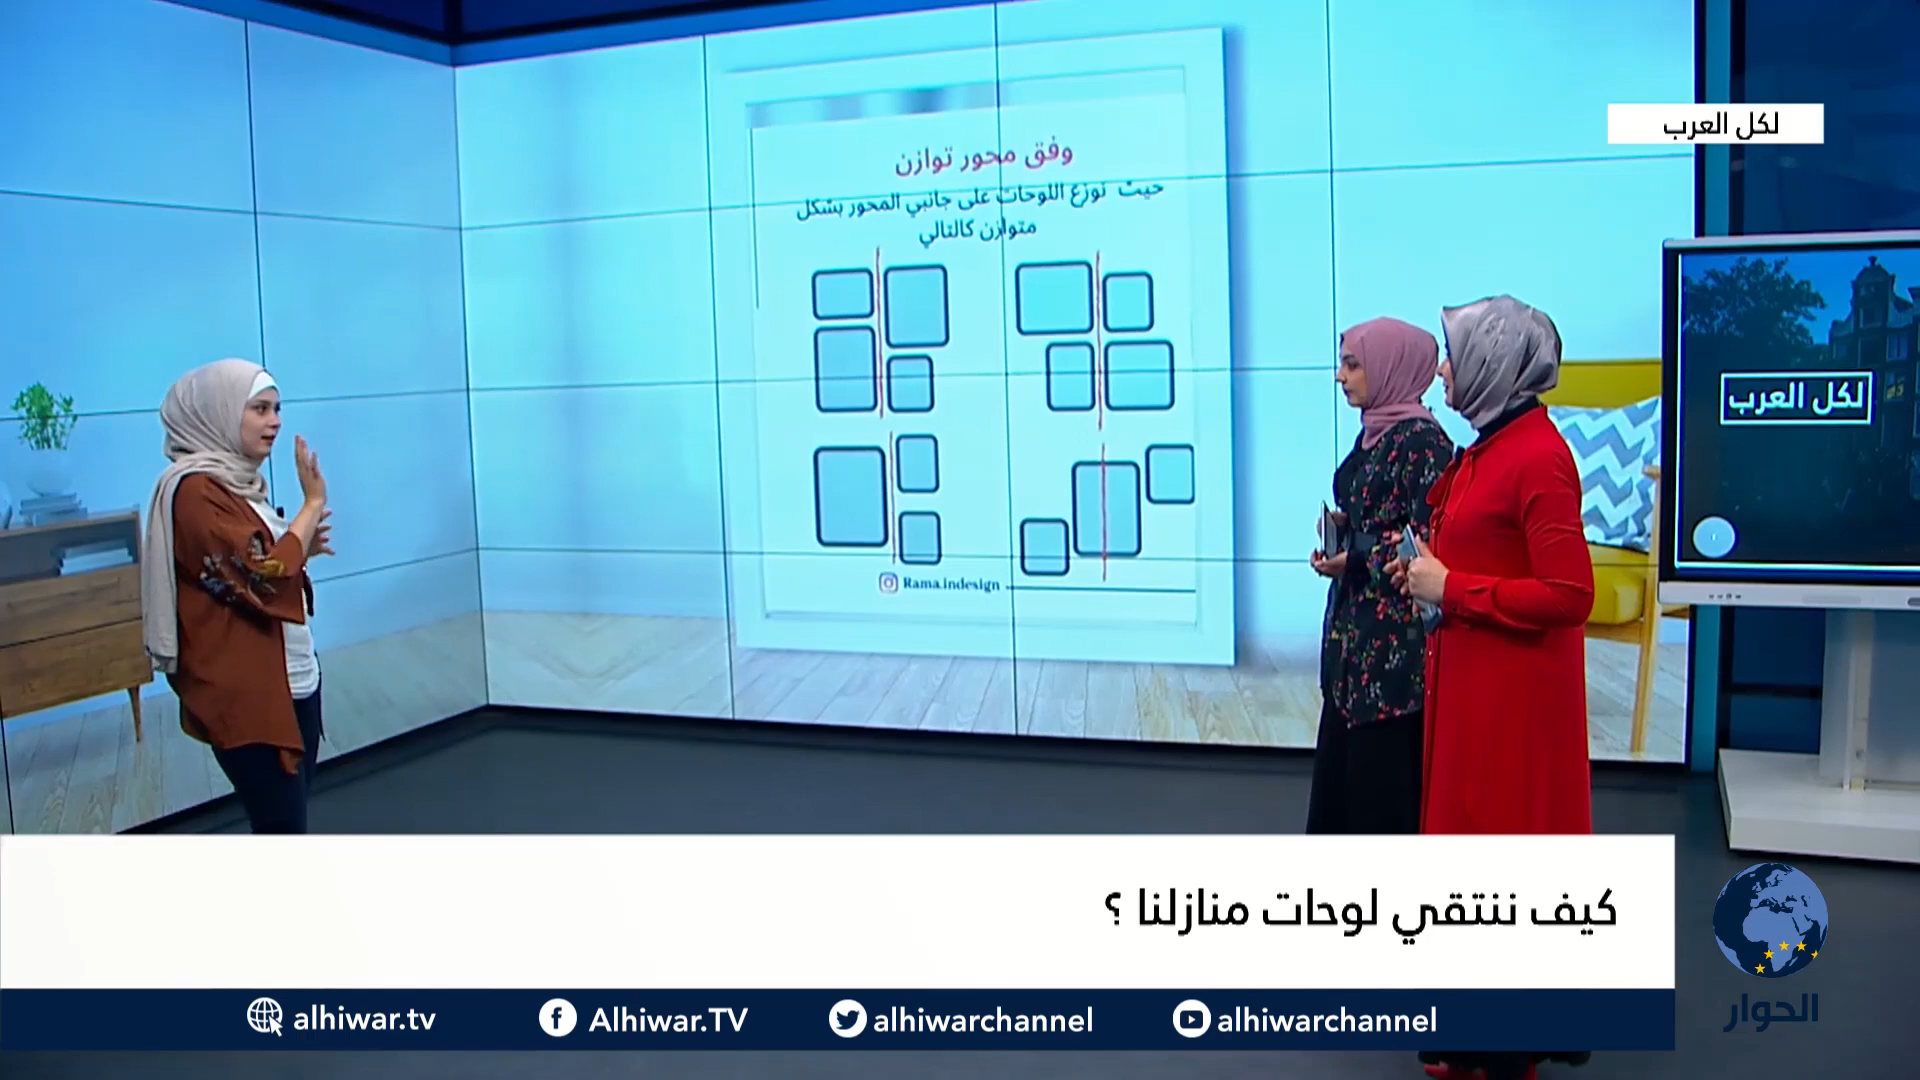 لكل العرب
وفق محور توازن
حيث توزع اللوحات على جانبي المحور بشكل
متوازن كالتالي
Rama.indesign
لكل العرب
كيف ننتقي لوحات منازلنا ؟
الحوار
alhiwar.tv
Alhiwar.TV
alhiwarchannel
alhiwarchannel